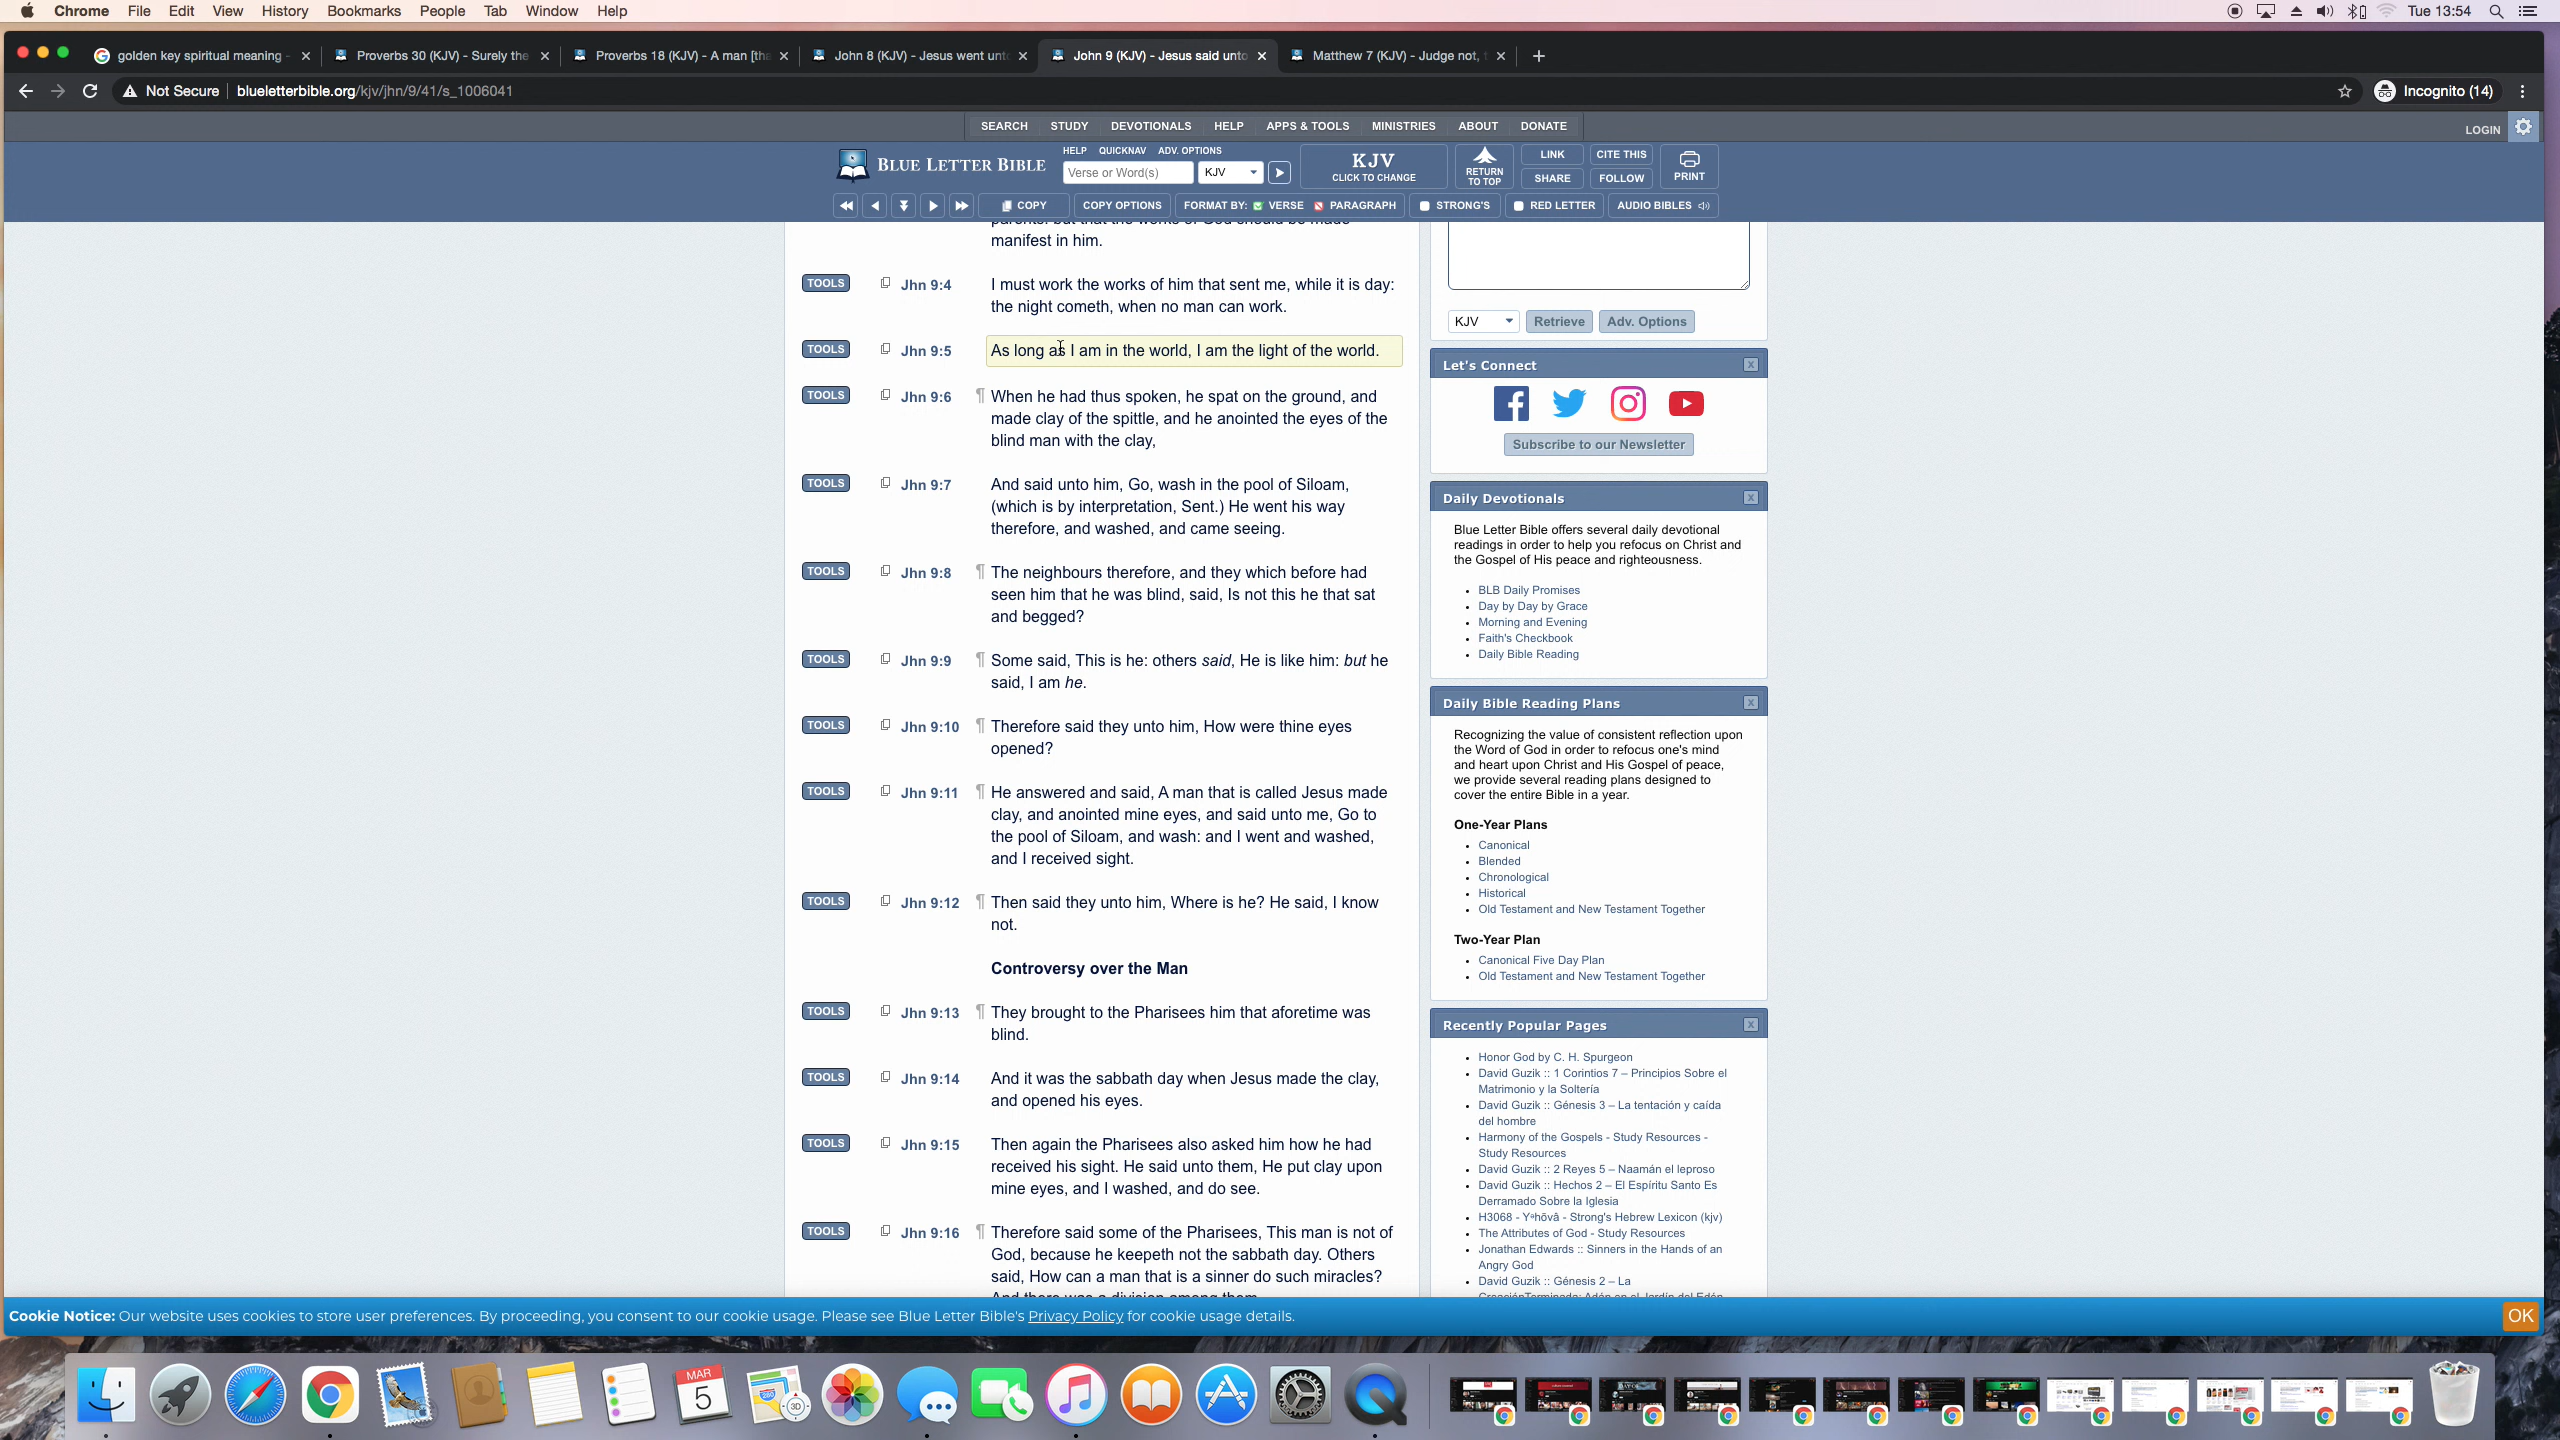 Chrome File Edit View History Bookmarks People Tab Window Help Tue 13:54
golden key spiritual meaning - Proverbs 30 (KJV) - Surely the Proverbs 18 (KJV) - A man [the John 8 (KJV) - Jesus went unto John 9 (KJV) - Jesus said unto Matthew 7 (KJV) - Judge not, t
Not Secure blueletterbible.org/kjv/jhn/9/41/s_1006041 Incognito (14)
SEARCH STUDY DEVOTIONALS HELP APPS & TOOLS MINISTRIES ABOUT DONATE LOGIN
HELP QUICKNAV ADV. OPTIONS
BLUE LETTER BIBLE
Verse or Word(s) KJV
KJV
CLICK TO CHANGE
RETURN
TO TOP
LINK CITE THIS
SHARE FOLLOW
PRINT
COPY COPY OPTIONS FORMAT BY: VERSE PARAGRAPH STRONG'S RED LETTER AUDIO BIBLES
manifest in him.
TOOLS Jhn 9:4 I must work the works of him that sent me, while it is day:
the night cometh, when no man can work.
TOOLS Jhn 9:5 As long as I am in the world, I am the light of the world.
TOOLS Jhn 9:6 ¶ When he had thus spoken, he spat on the ground, and
made clay of the spittle, and he anointed the eyes of the
blind man with the clay,
TOOLS Jhn 9:7 And said unto him, Go, wash in the pool of Siloam,
(which is by interpretation, Sent.) He went his way
therefore, and washed, and came seeing.
TOOLS Jhn 9:8 ¶ The neighbours therefore, and they which before had
seen him that he was blind, said, Is not this he that sat
and begged?
TOOLS Jhn 9:9 ¶ Some said, This is he: others said, He is like him: but he
said, I am he.
TOOLS Jhn 9:10 ¶ Therefore said they unto him, How were thine eyes
opened?
TOOLS Jhn 9:11 ¶ He answered and said, A man that is called Jesus made
clay, and anointed mine eyes, and said unto me, Go to
the pool of Siloam, and wash: and I went and washed,
and I received sight.
TOOLS Jhn 9:12 ¶ Then said they unto him, Where is he? He said, I know
not.
Controversy over the Man
TOOLS Jhn 9:13 ¶ They brought to the Pharisees him that aforetime was
blind.
TOOLS Jhn 9:14 And it was the sabbath day when Jesus made the clay,
and opened his eyes.
TOOLS Jhn 9:15 Then again the Pharisees also asked him how he had
received his sight. He said unto them, He put clay upon
mine eyes, and I washed, and do see.
TOOLS Jhn 9:16 ¶ Therefore said some of the Pharisees, This man is not of
God, because he keepeth not the sabbath day. Others
said, How can a man that is a sinner do such miracles?
KJV Retrieve Adv. Options
Let's Connect
Subscribe to our Newsletter
Daily Devotionals
Blue Letter Bible offers several daily devotional
readings in order to help you refocus on Christ and
the Gospel of His peace and righteousness.
BLB Daily Promises
Day by Day by Grace
Morning and Evening
Faith's Checkbook
Daily Bible Reading
Daily Bible Reading Plans
Recognizing the value of consistent reflection upon
the Word of God in order to refocus one's mind
and heart upon Christ and His Gospel of peace,
we provide several reading plans designed to
cover the entire Bible in a year.
One-Year Plans
Canonical
Blended
Chronological
Historical
Old Testament and New Testament Together
Two-Year Plan
Canonical Five Day Plan
Old Testament and New Testament Together
Recently Popular Pages
Honor God by C. H. Spurgeon
David Guzik :: 1 Corintios 7 – Principios Sobre el
Matrimonio y la Soltería
David Guzik :: Génesis 3 – La tentación y caída
del hombre
Harmony of the Gospels - Study Resources -
Study Resources
David Guzik :: 2 Reyes 5 – Naamán el leproso
David Guzik :: Hechos 2 – El Espíritu Santo Es
Derramado Sobre la Iglesia
H3068 - Yᵊhōvâ - Strong's Hebrew Lexicon (kjv)
The Attributes of God - Study Resources
Jonathan Edwards :: Sinners in the Hands of an
Angry God
David Guzik :: Génesis 2 – La
Cookie Notice: Our website uses cookies to store user preferences. By proceeding, you consent to our cookie usage. Please see Blue Letter Bible's Privacy Policy for cookie usage details. OK
MAR
5
3D